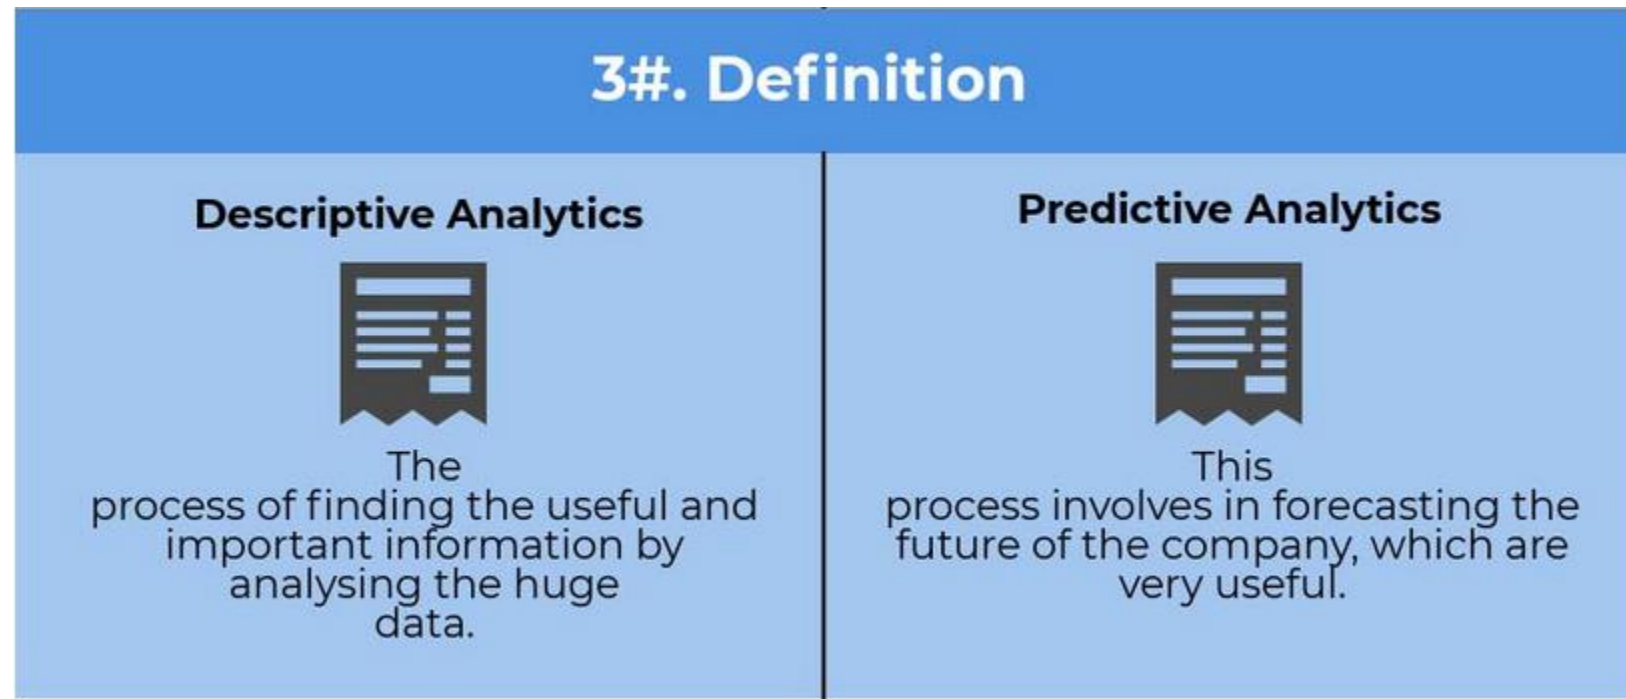 3#. Definition
Descriptive Analytics
The
process of finding the useful and
important information by
analysing the huge
data.
Predictive Analytics
This
process involves in forecasting the
future of the company, which are
very useful.